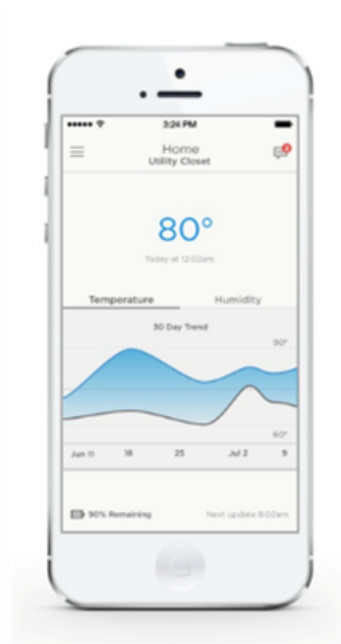 3:24 PM
Home
Utility Closet
80°
Today at 12:02am
Temperature Humidity
30 Day Trend
90°
60°
Jun 11 18 25 Jul 2 9
90% Remaining Next update 8:02am